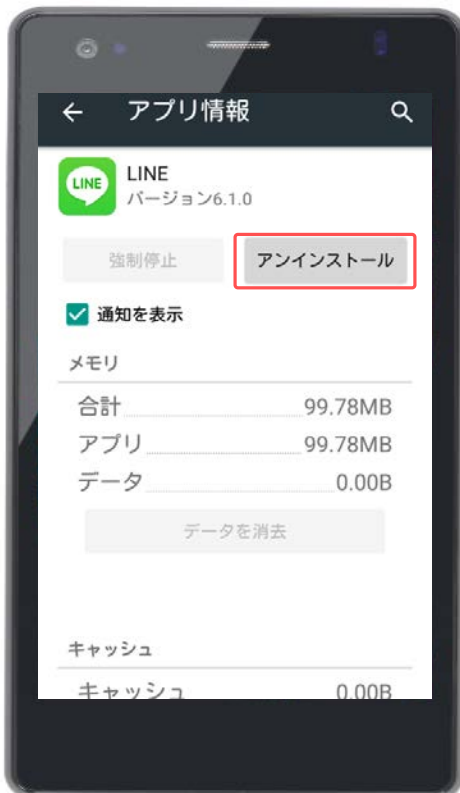 アプリ情報
LINE
LINE
バージョン6.1.0
強制停止 アンインストール
通知を表示
メモリ
合計 99.78MB
アプリ 99.78MB
データ 0.00B
データを消去
キャッシュ
キャッシュ 0.00B